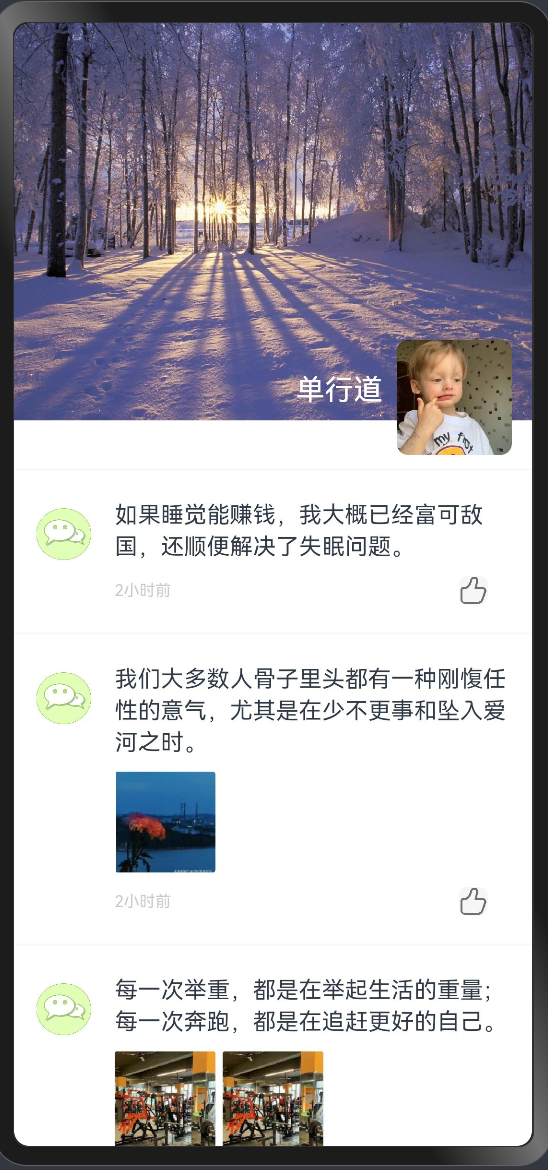 单行道
my first
如果睡觉能赚钱，我大概已经富可敌
国，还顺便解决了失眠问题。
2小时前
我们大多数人骨子里头都有一种刚愎任
性的意气，尤其是在少不更事和坠入爱
河之时。
2小时前
每一次举重，都是在举起生活的重量；
每一次奔跑，都是在追赶更好的自己。